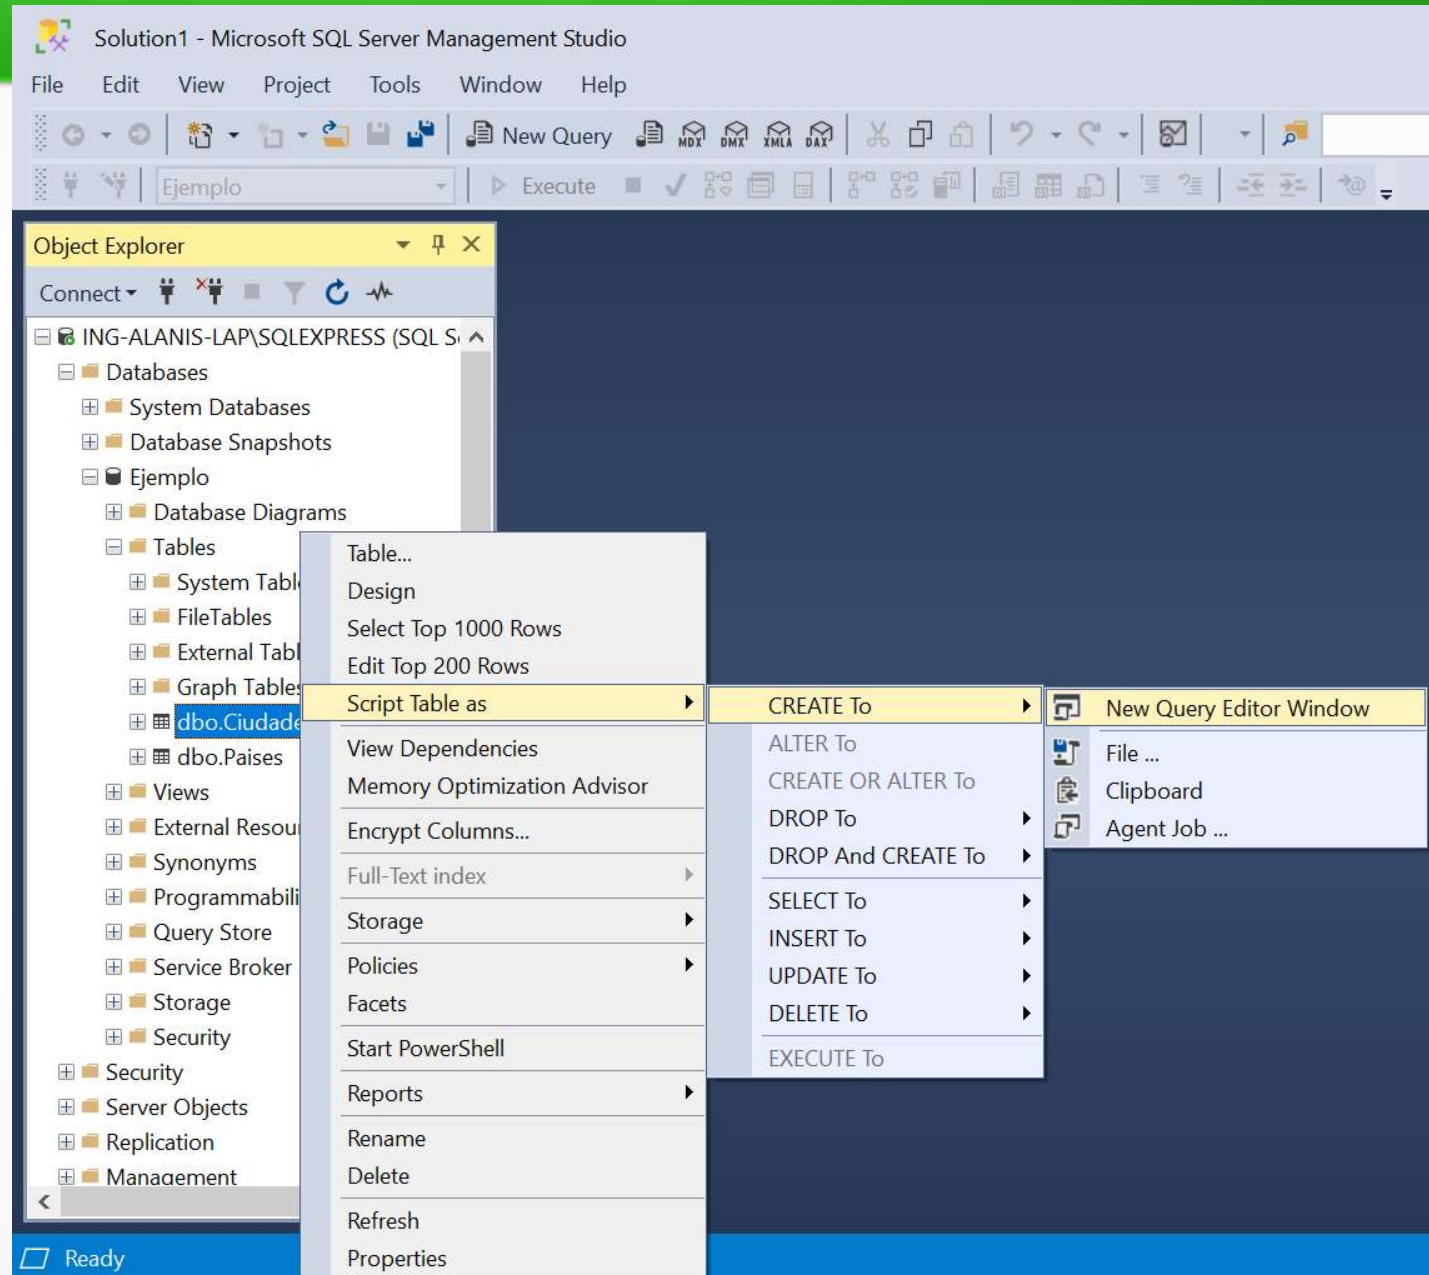 Solution1 - Microsoft SQL Server Management Studio
File Edit View Project Tools Window Help
New Query MDX DMX XMLA DAX
Ejemplo Execute
Object Explorer
Connect
ING-ALANIS-LAP\SQLEXPRESS (SQL S
Databases
System Databases
Database Snapshots
Ejemplo
Database Diagrams
Tables
System Tabl
FileTables
External Tabl
Graph Tables
dbo.Ciudade
dbo.Paises
Views
External Resou
Synonyms
Programmabili
Query Store
Service Broker
Storage
Security
Security
Server Objects
Replication
Management
Table...
Design
Select Top 1000 Rows
Edit Top 200 Rows
Script Table as
View Dependencies
Memory Optimization Advisor
Encrypt Columns...
Full-Text index
Storage
Policies
Facets
Start PowerShell
Reports
Rename
Delete
Refresh
Properties
CREATE To
ALTER To
CREATE OR ALTER To
DROP To
DROP And CREATE To
SELECT To
INSERT To
UPDATE To
DELETE To
EXECUTE To
New Query Editor Window
File ...
Clipboard
Agent Job ...
Ready